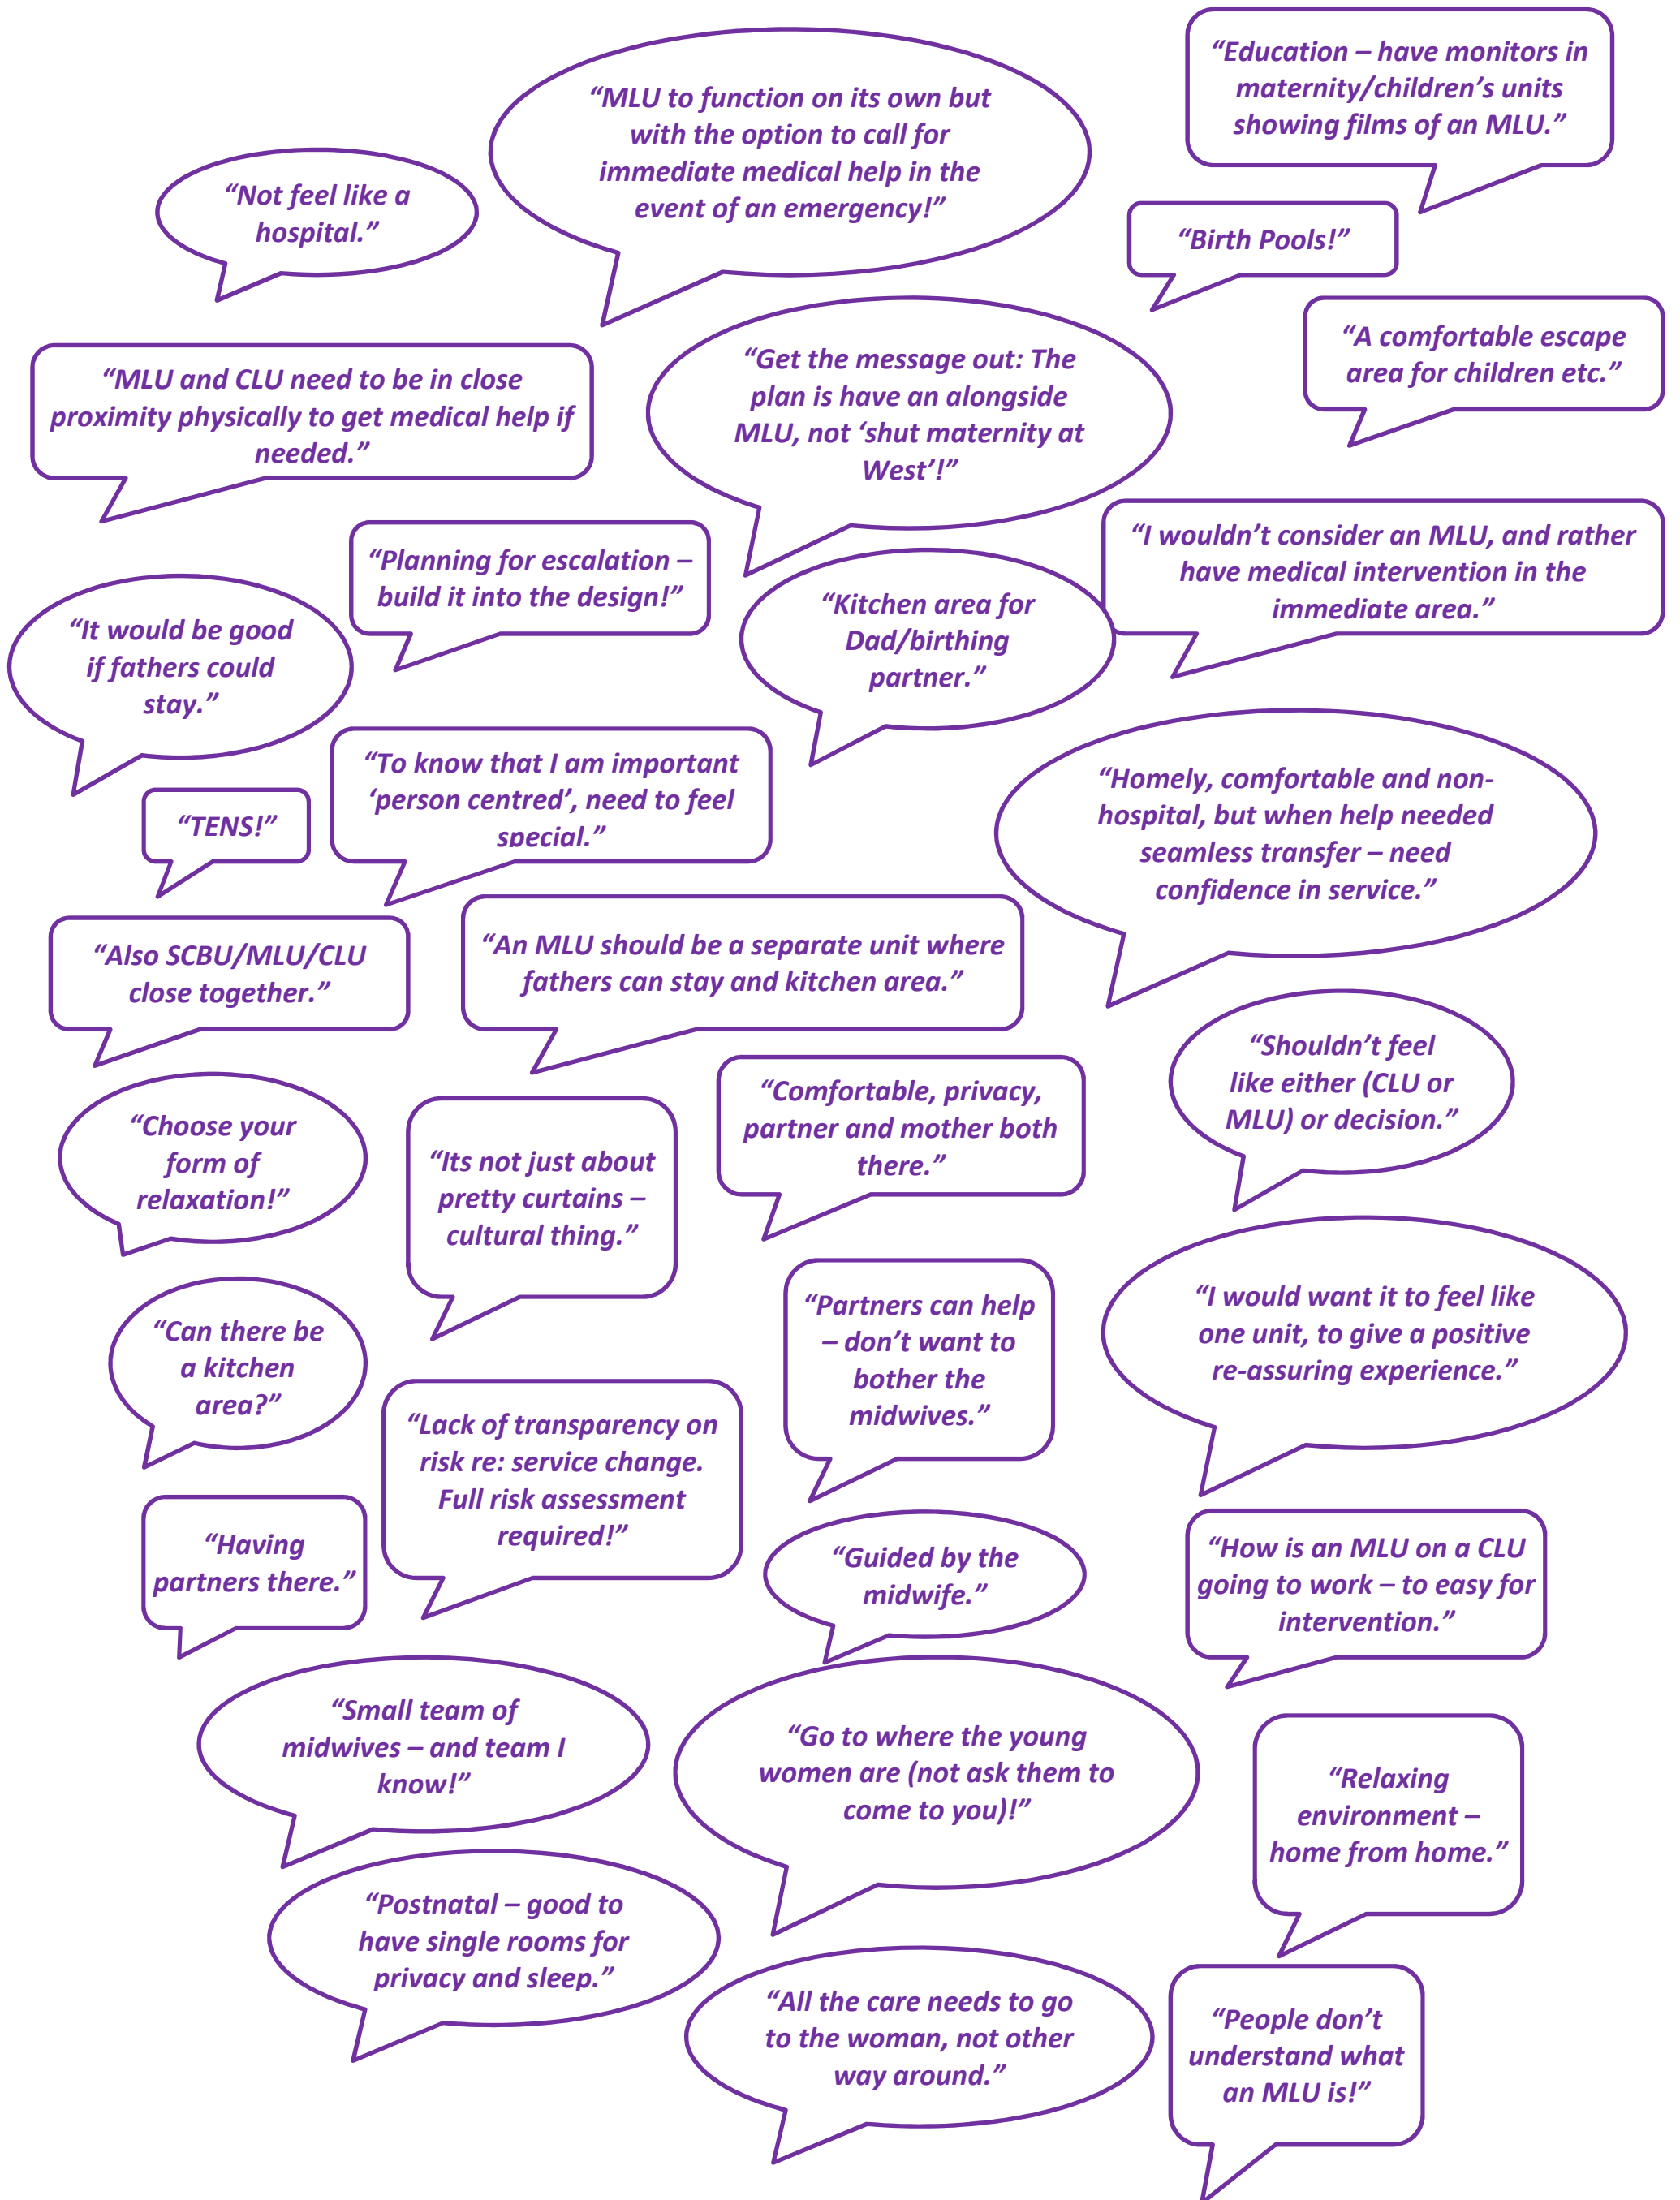 “Education – have monitors in
maternity/children’s units
showing films of an MLU.”
“MLU to function on its own but
with the option to call for
immediate medical help in the
event of an emergency!”
“Not feel like a
hospital.”
“Birth Pools!”
“A comfortable escape
area for children etc.”
“MLU and CLU need to be in close
proximity physically to get medical help if
needed.”
“Get the message out: The
plan is have an alongside
MLU, not ‘shut maternity at
West’!”
“I wouldn’t consider an MLU, and rather
have medical intervention in the
immediate area.”
“Planning for escalation –
build it into the design!”
“Kitchen area for
Dad/birthing
partner.”
“It would be good
if fathers could
stay.”
“To know that I am important
‘person centred’, need to feel
special.”
“Homely, comfortable and non-
hospital, but when help needed
seamless transfer – need
confidence in service.”
“TENS!”
“Also SCBU/MLU/CLU
close together.”
“An MLU should be a separate unit where
fathers can stay and kitchen area.”
“Shouldn’t feel
like either (CLU or
MLU) or decision.”
“Comfortable, privacy,
partner and mother both
there.”
“Choose your
form of
relaxation!”
“Its not just about
pretty curtains –
cultural thing.”
“Partners can help
– don’t want to
bother the
midwives.”
“I would want it to feel like
one unit, to give a positive
re-assuring experience.”
“Can there be
a kitchen
area?”
“Lack of transparency on
risk re: service change.
Full risk assessment
required!”
“Having
partners there.”
“Guided by the
midwife.”
“How is an MLU on a CLU
going to work – to easy for
intervention.”
“Small team of
midwives – and team I
know!”
“Go to where the young
women are (not ask them to
come to you)!”
“Relaxing
environment –
home from home.”
“Postnatal – good to
have single rooms for
privacy and sleep.”
“All the care needs to go
to the woman, not other
way around.”
“People don’t
understand what
an MLU is!”